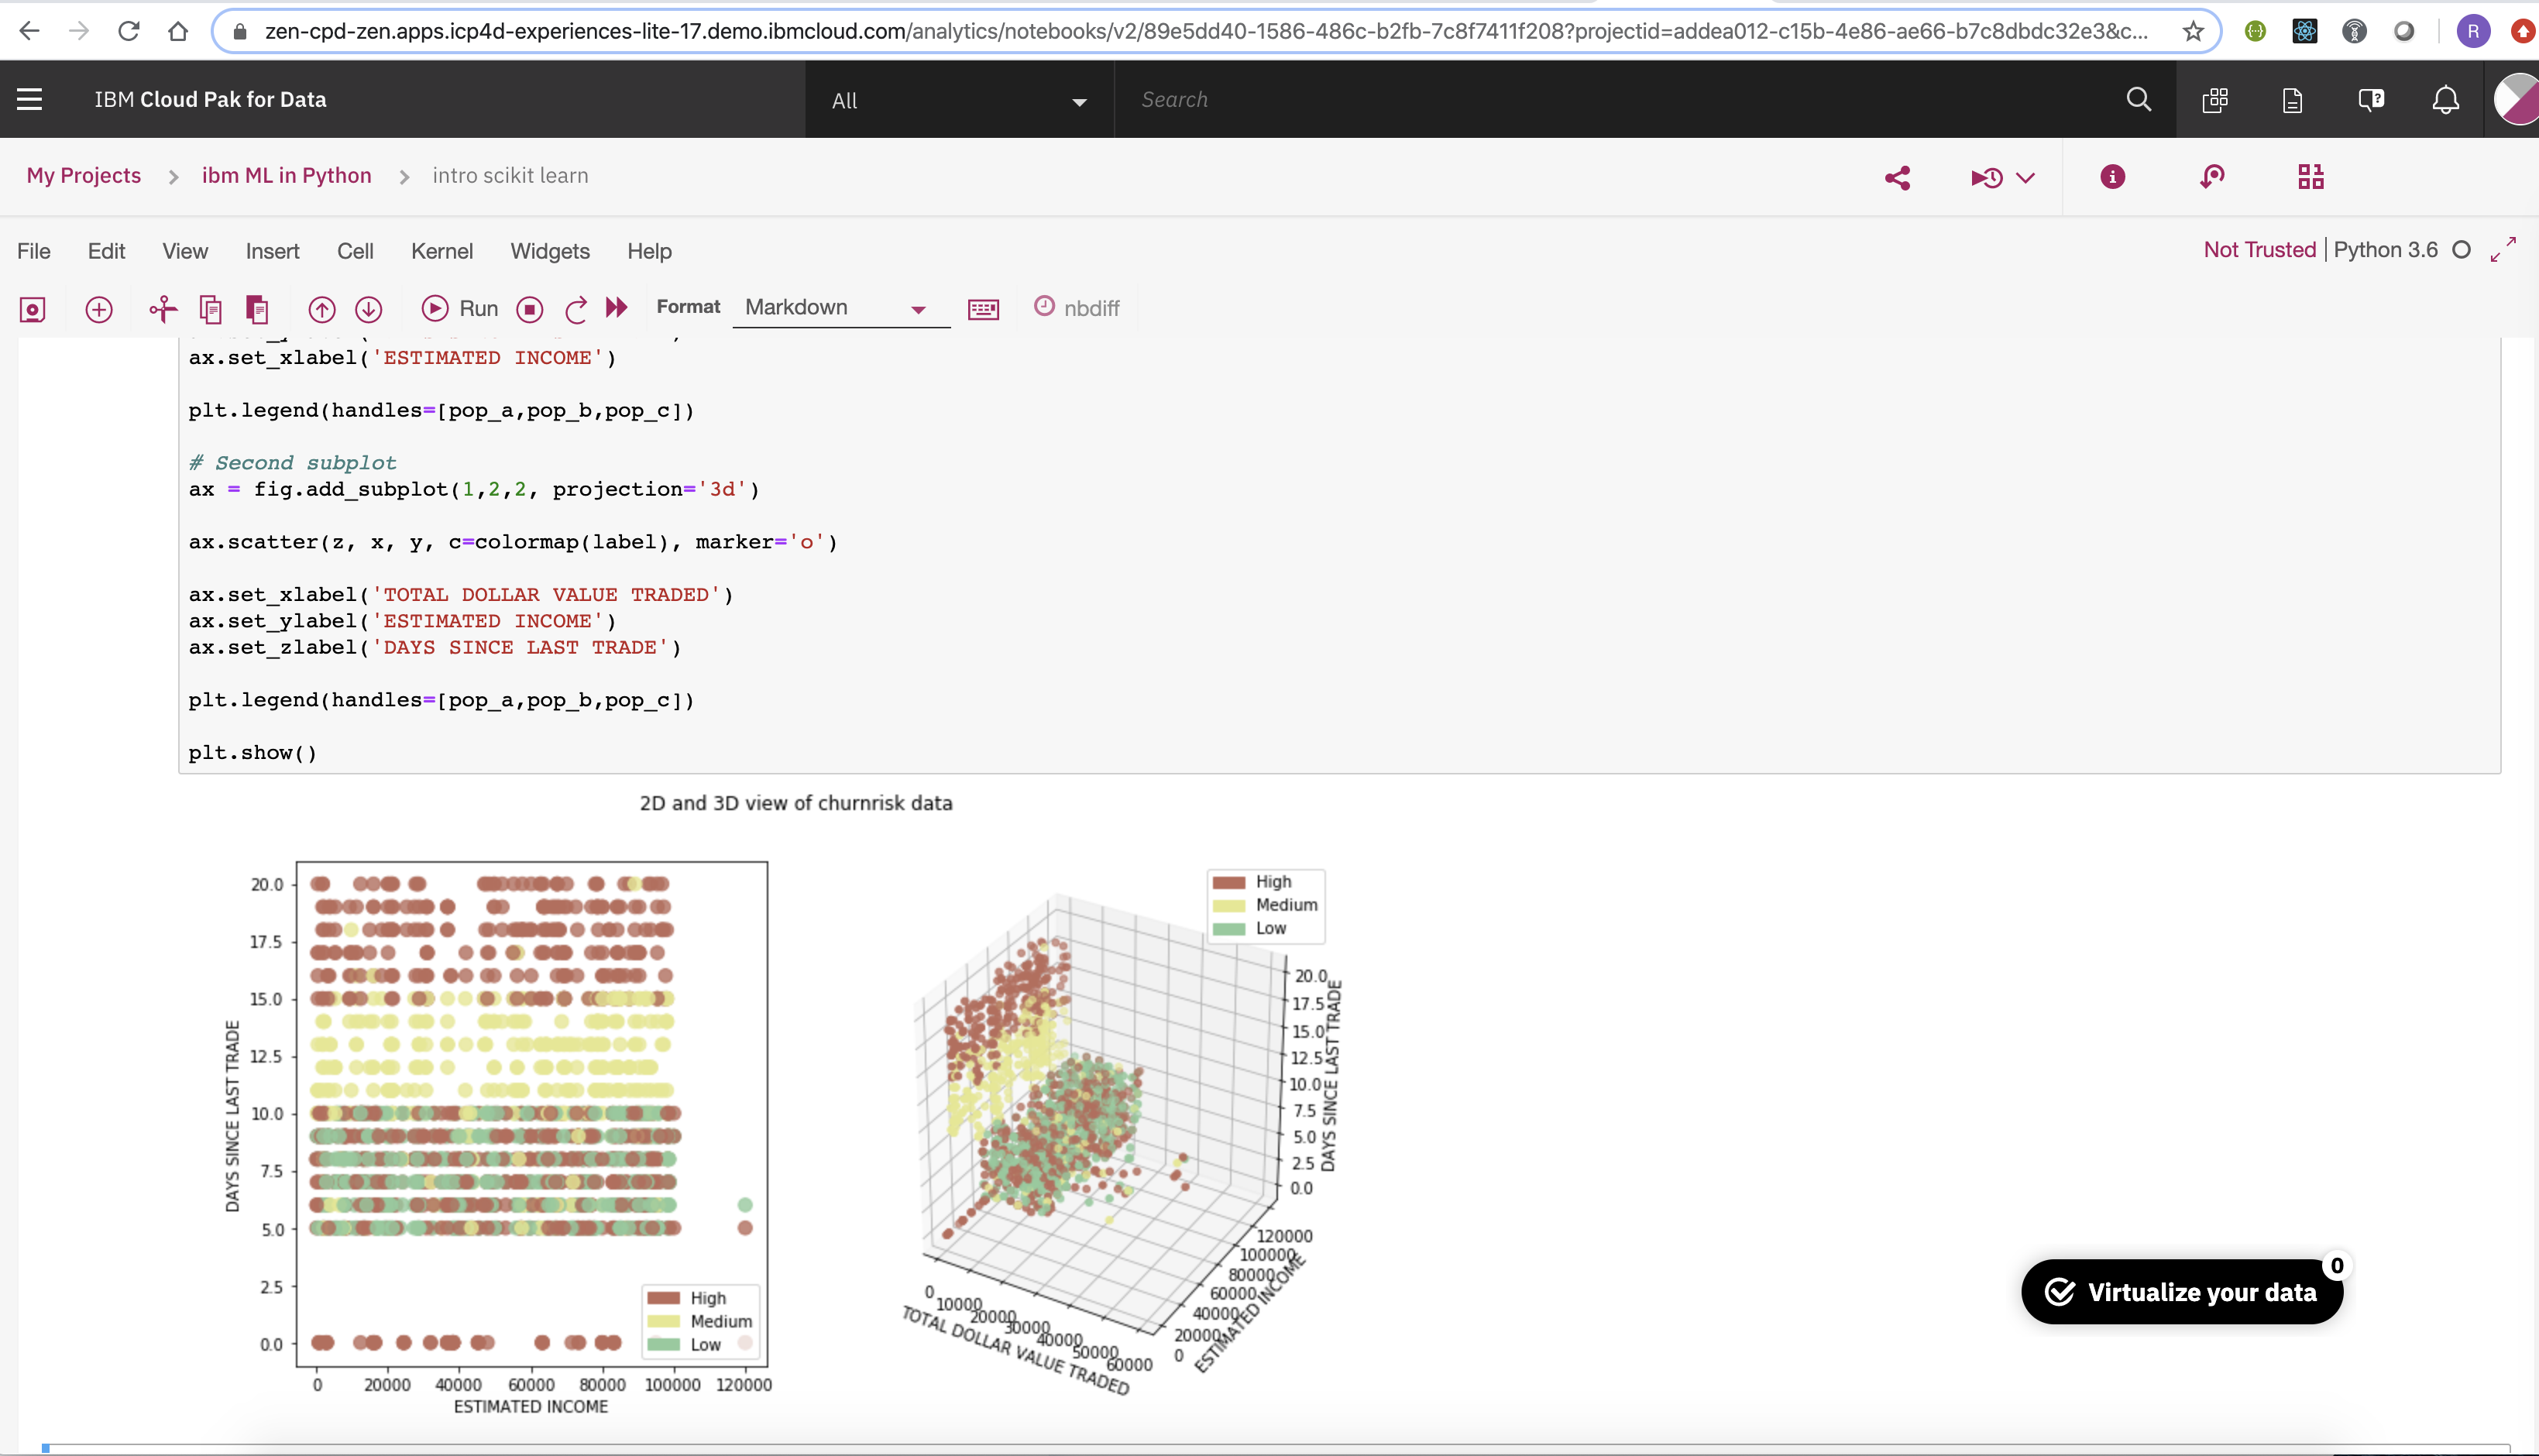 zen-cpd-zen.apps.icp4d-experiences-lite-17.demo.ibmcloud.com/analytics/notebooks/v2/89e5dd40-1586-486c-b2fb-7c8f7411f208?projectid=addea012-c15b-4e86-ae66-b7c8dbdc32e3&c...
R
IBM Cloud Pak for Data
All
Search
My Projects > ibm ML in Python > intro scikit learn
File Edit View Insert Cell Kernel Widgets Help
Not Trusted | Python 3.6
Run
Format
Markdown
nbdiff
ax.set_xlabel('ESTIMATED INCOME')
plt.legend(handles=[pop_a,pop_b,pop_c])
# Second subplot
ax = fig.add_subplot(1,2,2, projection='3d')
ax.scatter(z, x, y, c=colormap(label), marker='o')
ax.set_xlabel('TOTAL DOLLAR VALUE TRADED')
ax.set_ylabel('ESTIMATED INCOME')
ax.set_zlabel('DAYS SINCE LAST TRADE')
plt.legend(handles=[pop_a,pop_b,pop_c])
plt.show()
2D and 3D view of churnrisk data
DAYS SINCE LAST TRADE
20.0
17.5
15.0
12.5
10.0
7.5
5.0
2.5
0.0
High
Medium
Low
0 20000 40000 60000 80000 100000 120000
ESTIMATED INCOME
High
Medium
Low
20.0
17.5
15.0
12.5
10.0
7.5
5.0
2.5
0.0
DAYS SINCE LAST TRADE
120000
100000
80000
60000
40000
20000
0
ESTIMATED INCOME
0
10000
20000
30000
40000
50000
60000
TOTAL DOLLAR VALUE TRADED
0
Virtualize your data